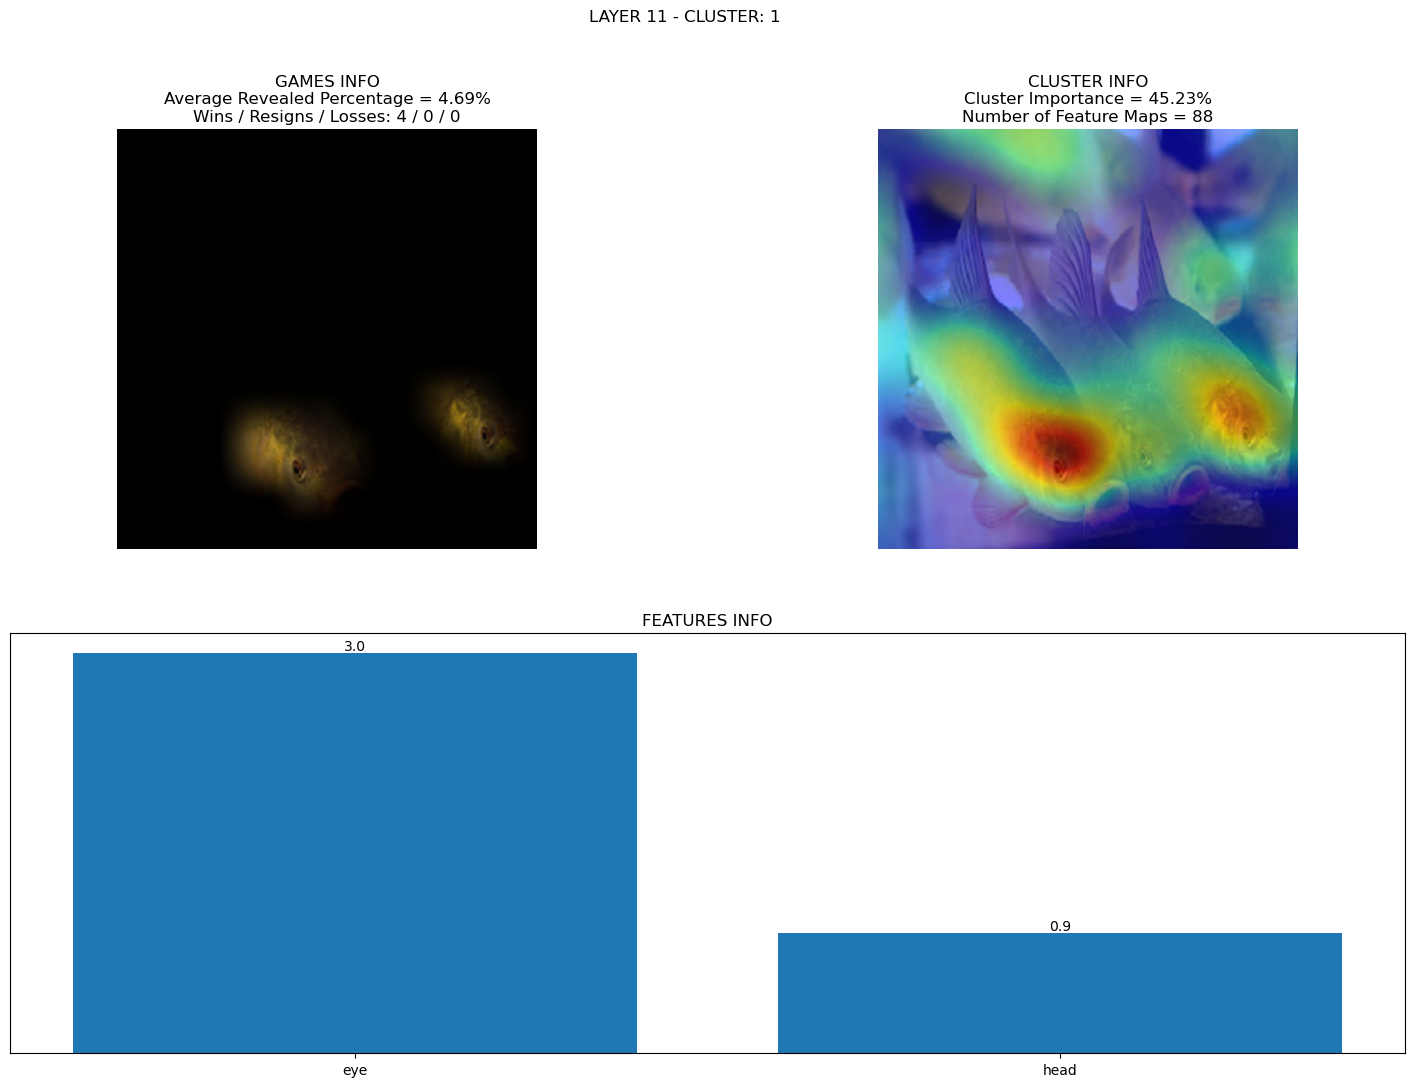 LAYER 11 - CLUSTER: 1
GAMES INFO
Average Revealed Percentage = 4.69%
Wins / Resigns / Losses: 4 / 0 / 0
CLUSTER INFO
Cluster Importance = 45.23%
Number of Feature Maps = 88
FEATURES INFO
3.0
0.9
eye
head